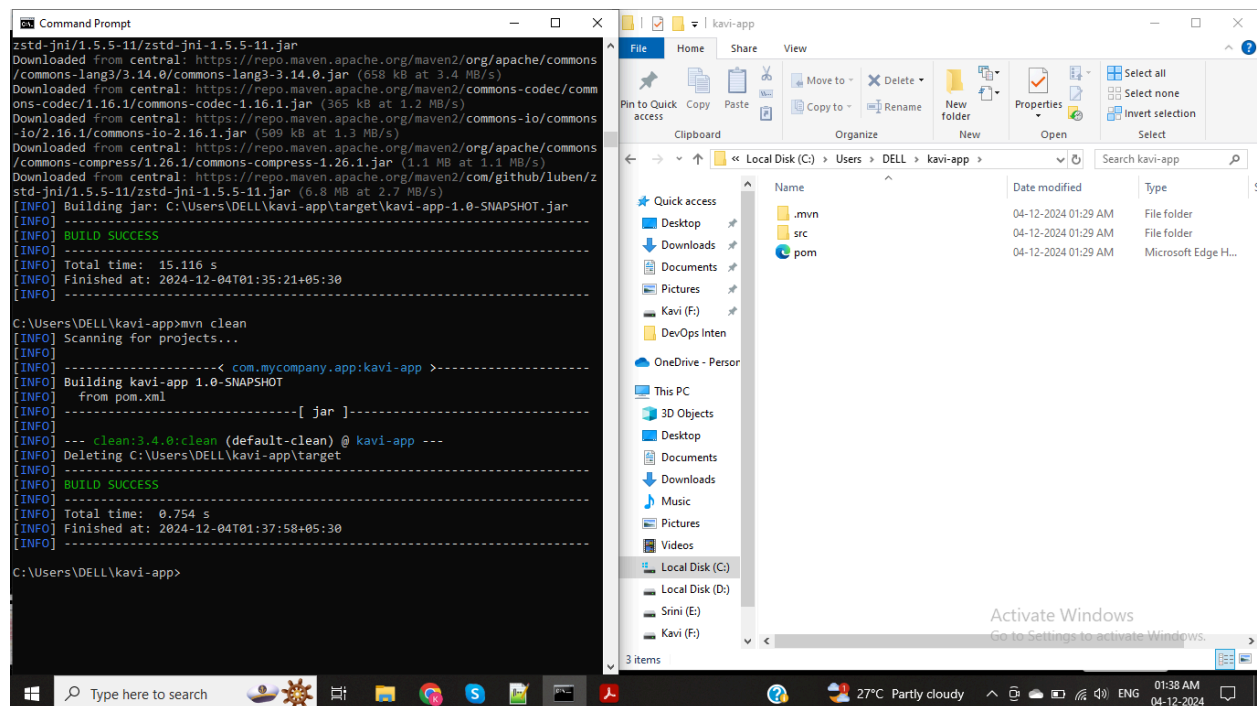 Command Prompt
zstd-jni/1.5.5-11/zstd-jni-1.5.5-11.jar
Downloaded from central: https://repo.maven.apache.org/maven2/org/apache/commons
/commons-lang3/3.14.0/commons-lang3-3.14.0.jar (658 kB at 3.4 MB/s)
Downloaded from central: https://repo.maven.apache.org/maven2/commons-codec/comm
ons-codec/1.16.1/commons-codec-1.16.1.jar (365 kB at 1.2 MB/s)
Downloaded from central: https://repo.maven.apache.org/maven2/commons-io/commons
-io/2.16.1/commons-io-2.16.1.jar (509 kB at 1.3 MB/s)
Downloaded from central: https://repo.maven.apache.org/maven2/org/apache/commons
/commons-compress/1.26.1/commons-compress-1.26.1.jar (1.1 MB at 1.1 MB/s)
Downloaded from central: https://repo.maven.apache.org/maven2/com/github/luben/z
std-jni/1.5.5-11/zstd-jni-1.5.5-11.jar (6.8 MB at 2.7 MB/s)
[INFO] Building jar: C:\Users\DELL\kavi-app\target\kavi-app-1.0-SNAPSHOT.jar
[INFO] ------------------------------------------------------------------------
[INFO] BUILD SUCCESS
[INFO] ------------------------------------------------------------------------
[INFO] Total time:  15.116 s
[INFO] Finished at: 2024-12-04T01:35:21+05:30
[INFO] ------------------------------------------------------------------------
C:\Users\DELL\kavi-app>mvn clean
[INFO] Scanning for projects...
[INFO]
[INFO] ---------------------< com.mycompany.app:kavi-app >---------------------
[INFO] Building kavi-app 1.0-SNAPSHOT
[INFO]   from pom.xml
[INFO] --------------------------------[ jar ]---------------------------------
[INFO]
[INFO] --- clean:3.4.0:clean (default-clean) @ kavi-app ---
[INFO] Deleting C:\Users\DELL\kavi-app\target
[INFO] ------------------------------------------------------------------------
[INFO] BUILD SUCCESS
[INFO] ------------------------------------------------------------------------
[INFO] Total time:  0.754 s
[INFO] Finished at: 2024-12-04T01:37:58+05:30
[INFO] ------------------------------------------------------------------------
C:\Users\DELL\kavi-app>
kavi-app
File Home Share View
Pin to Quick access
Copy
Paste
Clipboard
Move to
Copy to
Delete
Rename
Organize
New folder
New
Properties
Open
Select all
Select none
Invert selection
Select
« Local Disk (C:) > Users > DELL > kavi-app >
Search kavi-app
Quick access
Desktop
Downloads
Documents
Pictures
Kavi (F:)
DevOps Inten
OneDrive - Person
This PC
3D Objects
Desktop
Documents
Downloads
Music
Pictures
Videos
Local Disk (C:)
Local Disk (D:)
Srini (E:)
Kavi (F:)
Name Date modified Type
.mvn 04-12-2024 01:29 AM File folder
src 04-12-2024 01:29 AM File folder
pom 04-12-2024 01:29 AM Microsoft Edge H...
Activate Windows
Go to Settings to activate Windows.
3 items
Type here to search
27°C Partly cloudy
ENG
01:38 AM
04-12-2024